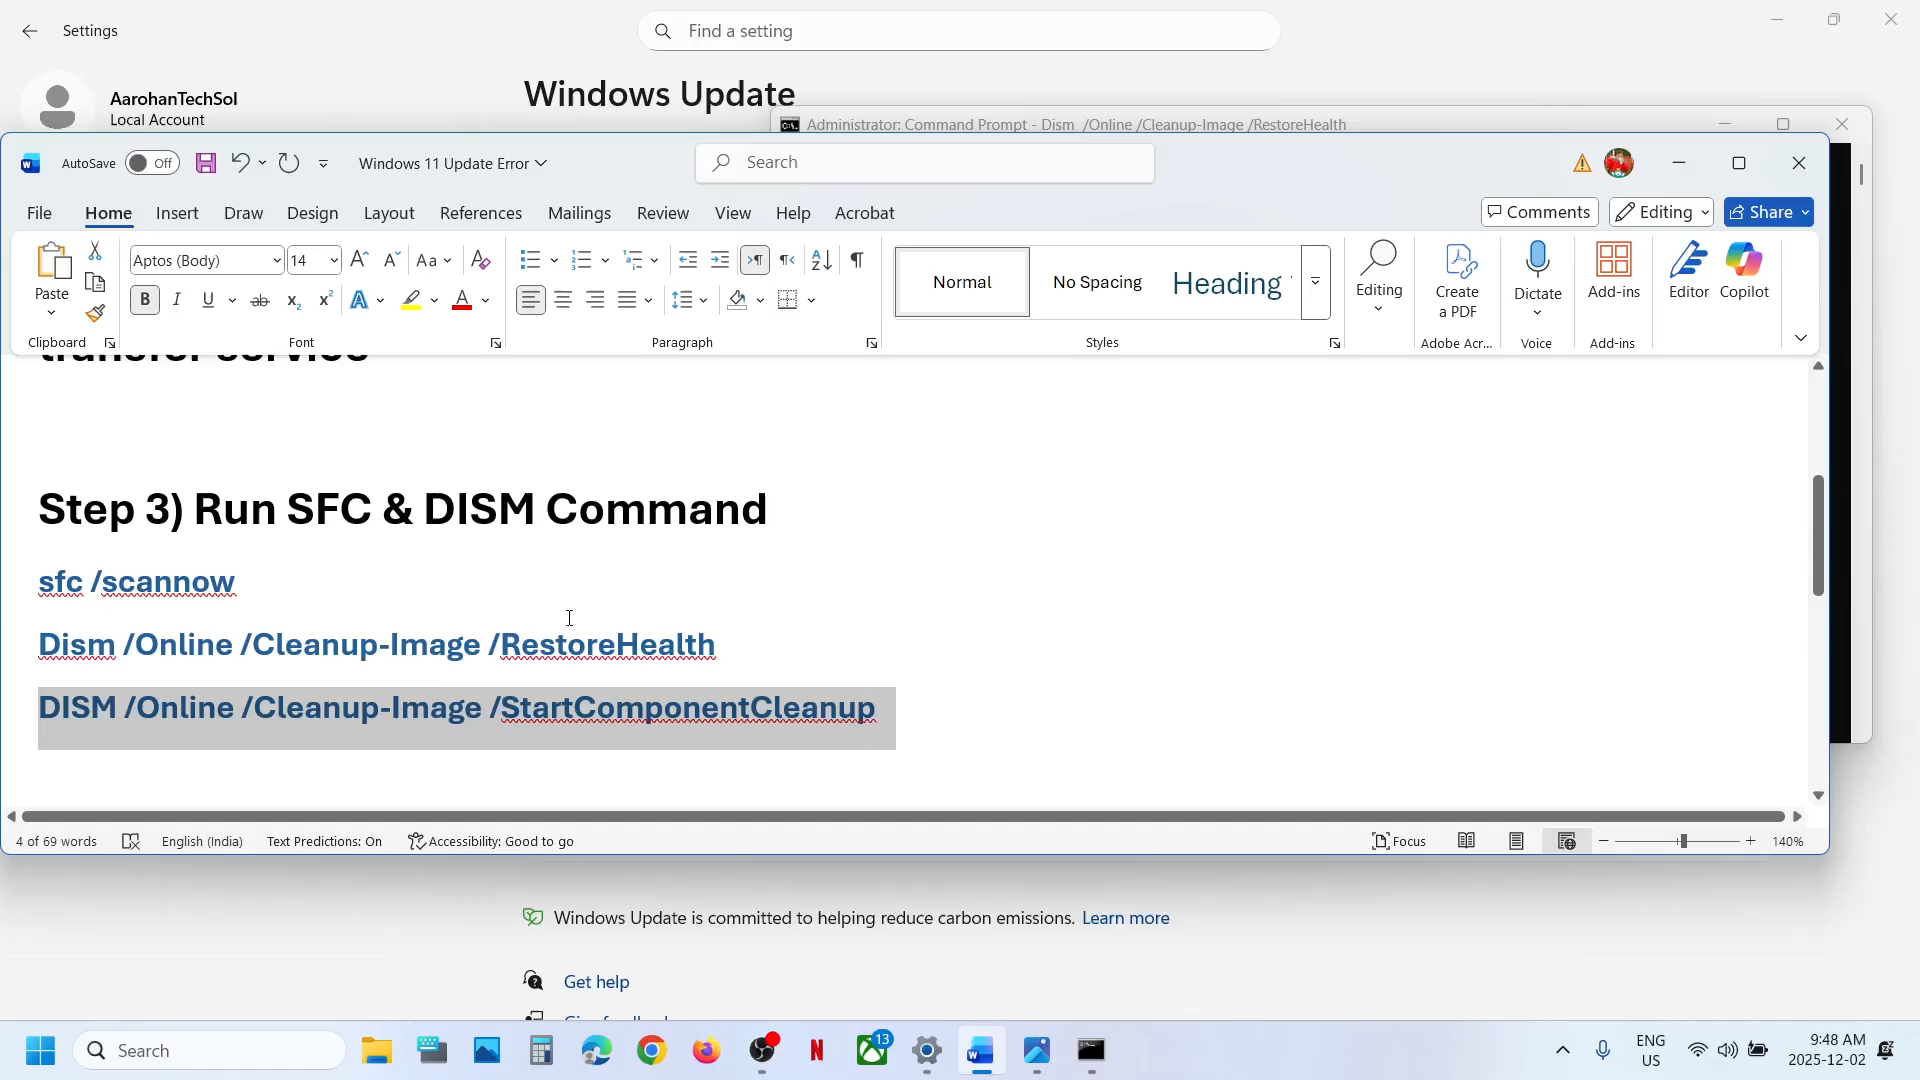 Settings
Find a setting
AarohanTechSol
Local Account
Windows Update
Administrator: Command Prompt - Dism /Online /Cleanup-Image /RestoreHealth
AutoSave Off
Windows 11 Update Error
Search
File Home Insert Draw Design Layout References Mailings Review View Help Acrobat
Comments Editing Share
Paste
Aptos (Body) 14
Normal No Spacing Heading
Editing
Create a PDF
Dictate
Add-ins
Editor
Copilot
Clipboard Font Paragraph Styles Adobe Acr... Voice Add-ins
transfer service
Step 3) Run SFC & DISM Command
sfc /scannow
Dism /Online /Cleanup-Image /RestoreHealth
DISM /Online /Cleanup-Image /StartComponentCleanup
4 of 69 words English (India) Text Predictions: On Accessibility: Good to go Focus 140%
Windows Update is committed to helping reduce carbon emissions. Learn more
Get help
Search
13
ENG
US
9:48 AM
2025-12-02